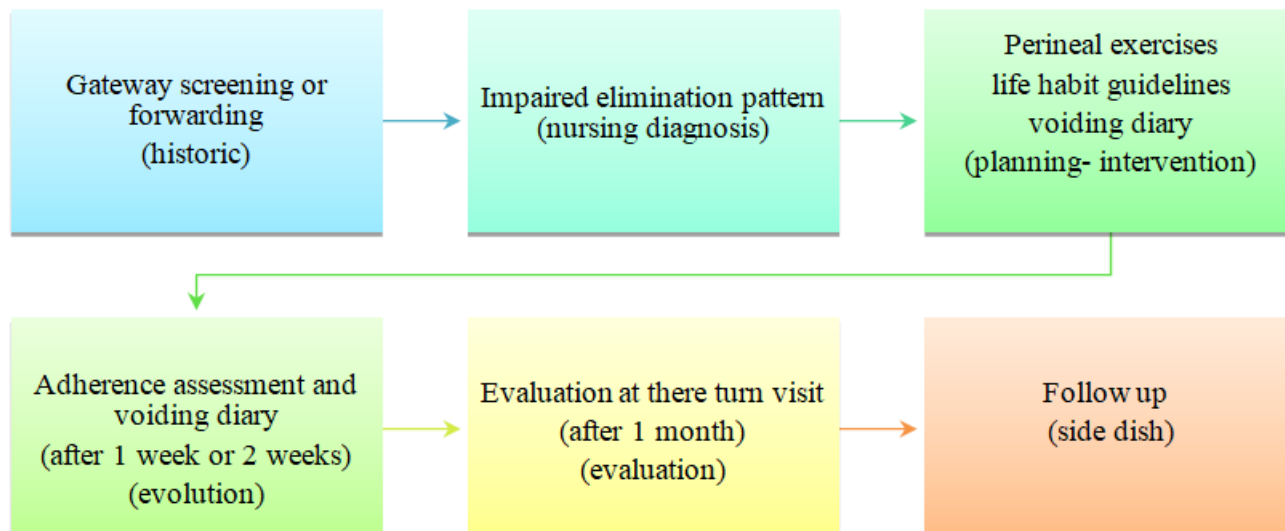 Gateway screening or
forwarding
(historic)
Impaired elimination pattern
(nursing diagnosis)
Perineal exercises
life habit guidelines
voiding diary
(planning- intervention)
Adherence assessment and
voiding diary
(after 1 week or 2 weeks)
(evolution)
Evaluation at there turn visit
(after 1 month)
(evaluation)
Follow up
(side dish)